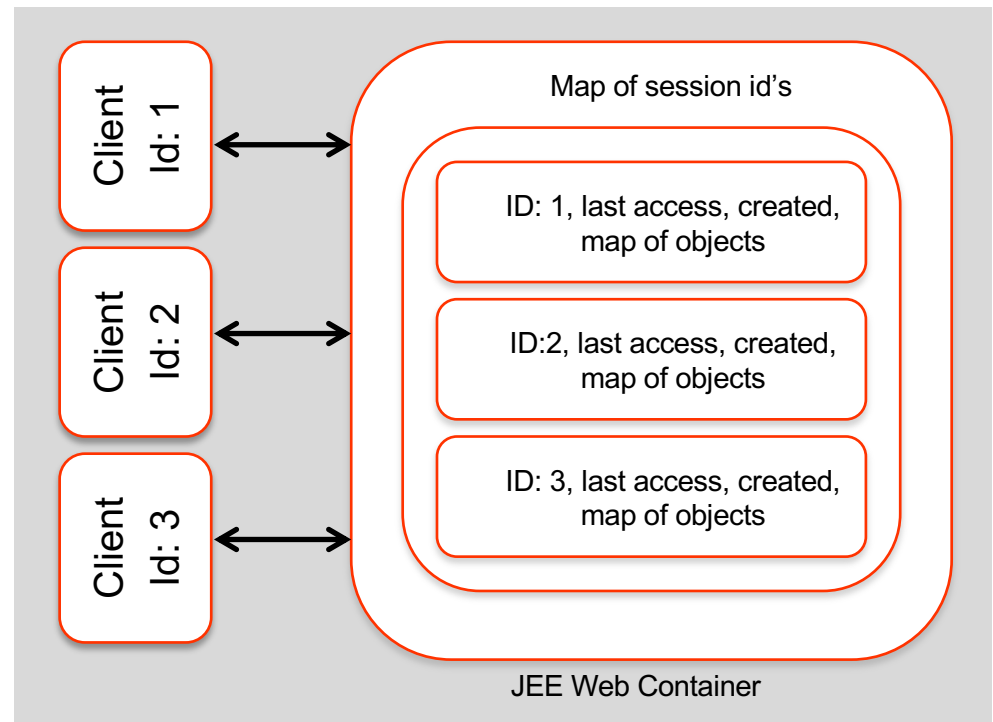 Client
Id: 1
Client
Id: 2
Client
Id: 3
Map of session id’s
ID: 1, last access, created,
map of objects
ID:2, last access, created,
map of objects
ID: 3, last access, created,
map of objects
JEE Web Container